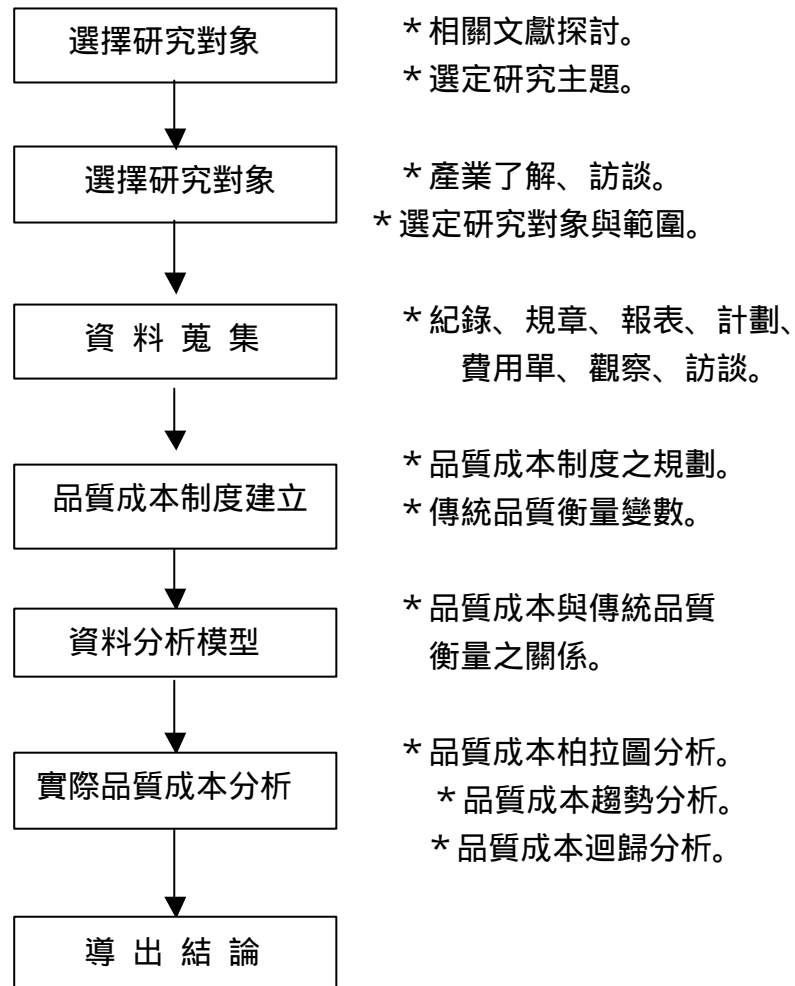 選擇研究對象
*相關文獻探討。
*選定研究主題。
選擇研究對象
*產業了解、訪談。
*選定研究對象與範圍。
資 料 蒐 集
*紀錄、規章、報表、計劃、
費用單、觀察、訪談。
品質成本制度建立
*品質成本制度之規劃。
*傳統品質衡量變數。
資料分析模型
*品質成本與傳統品質
衡量之關係。
實際品質成本分析
*品質成本柏拉圖分析。
*品質成本趨勢分析。
*品質成本迴歸分析。
導 出 結 論